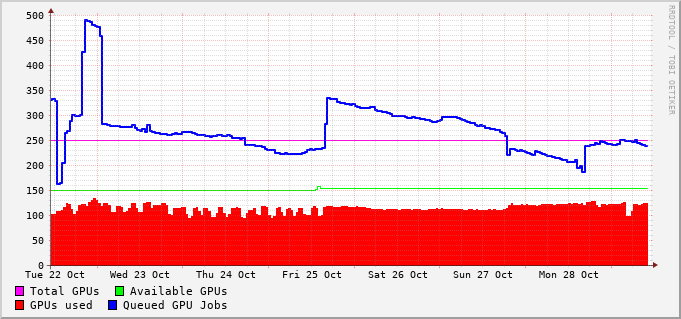 500
450
400
350
300
250
200
150
100
50
0
Tue 22 Oct Wed 23 Oct Thu 24 Oct Fri 25 Oct Sat 26 Oct Sun 27 Oct Mon 28 Oct
Total GPUs Available GPUs
GPUs used Queued GPU Jobs
RRDTOOL / TOBI OETIKER